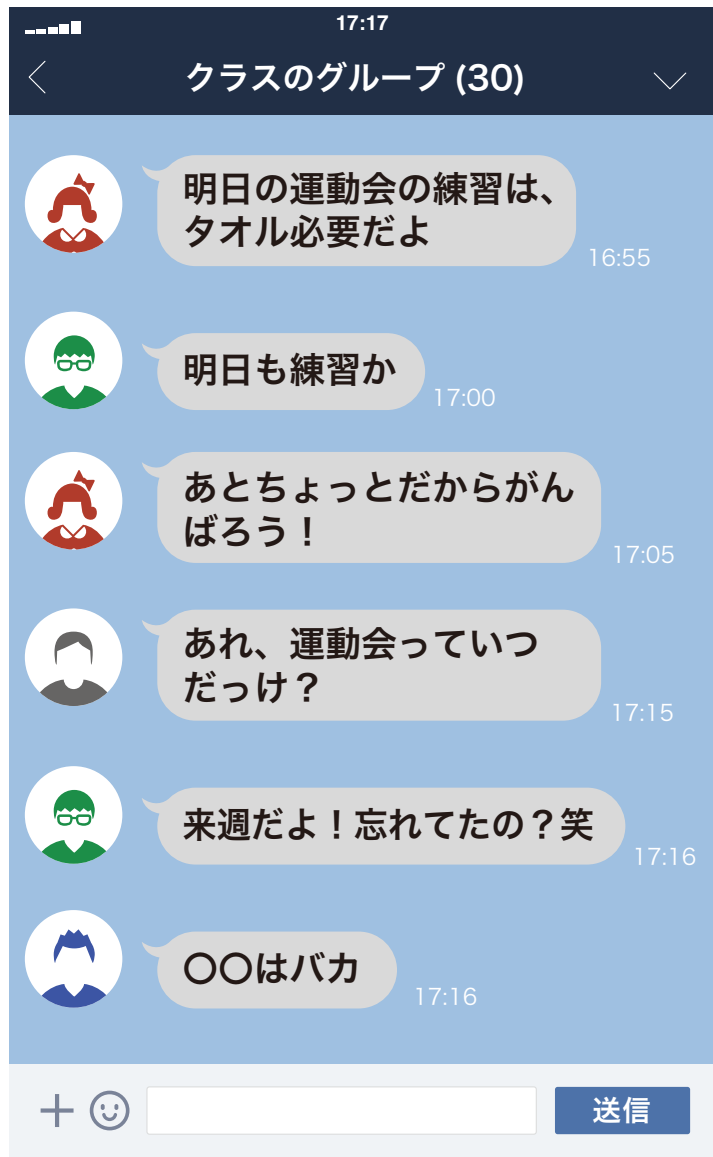 17:17
クラスのグループ (30)
明日の運動会の練習は、
タオル必要だよ
16:55
明日も練習か
17:00
あとちょっとだからがん
ばろう！
17:05
あれ、運動会っていつ
だっけ？
17:15
来週だよ！忘れてたの？笑
17:16
〇〇はバカ
17:16
送信